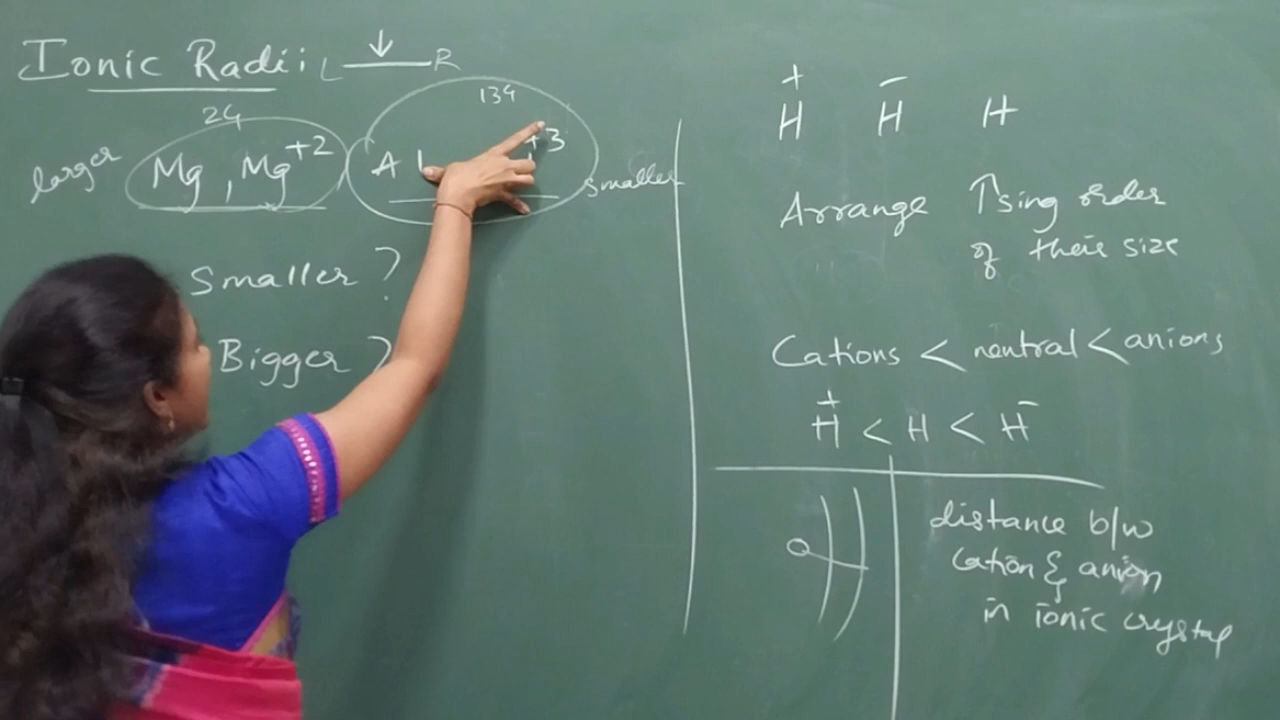 Ionic Radii: L ↓ R
24
134
larger Mg, Mg+2 Al +3 smaller
Smaller ?
Bigger ?
H+ H- H
Arrange ↑sing order
of their size
Cations < neutral < anions
H+ < H < H-
distance b/w
Cation & anion
in ionic crystal